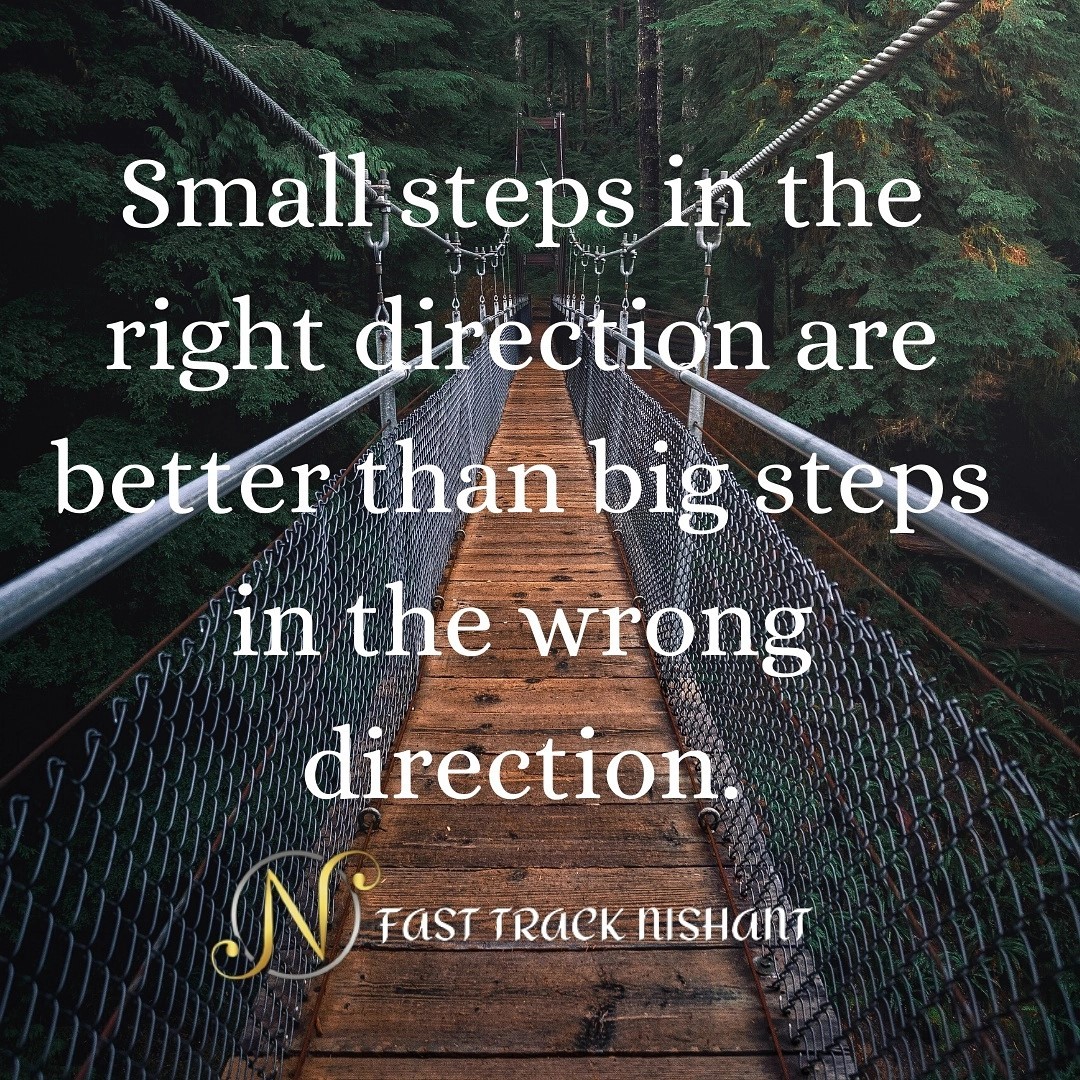 Small steps in the
right direction are
better than big steps
in the wrong
direction.
N FAST TRACK NISHANT